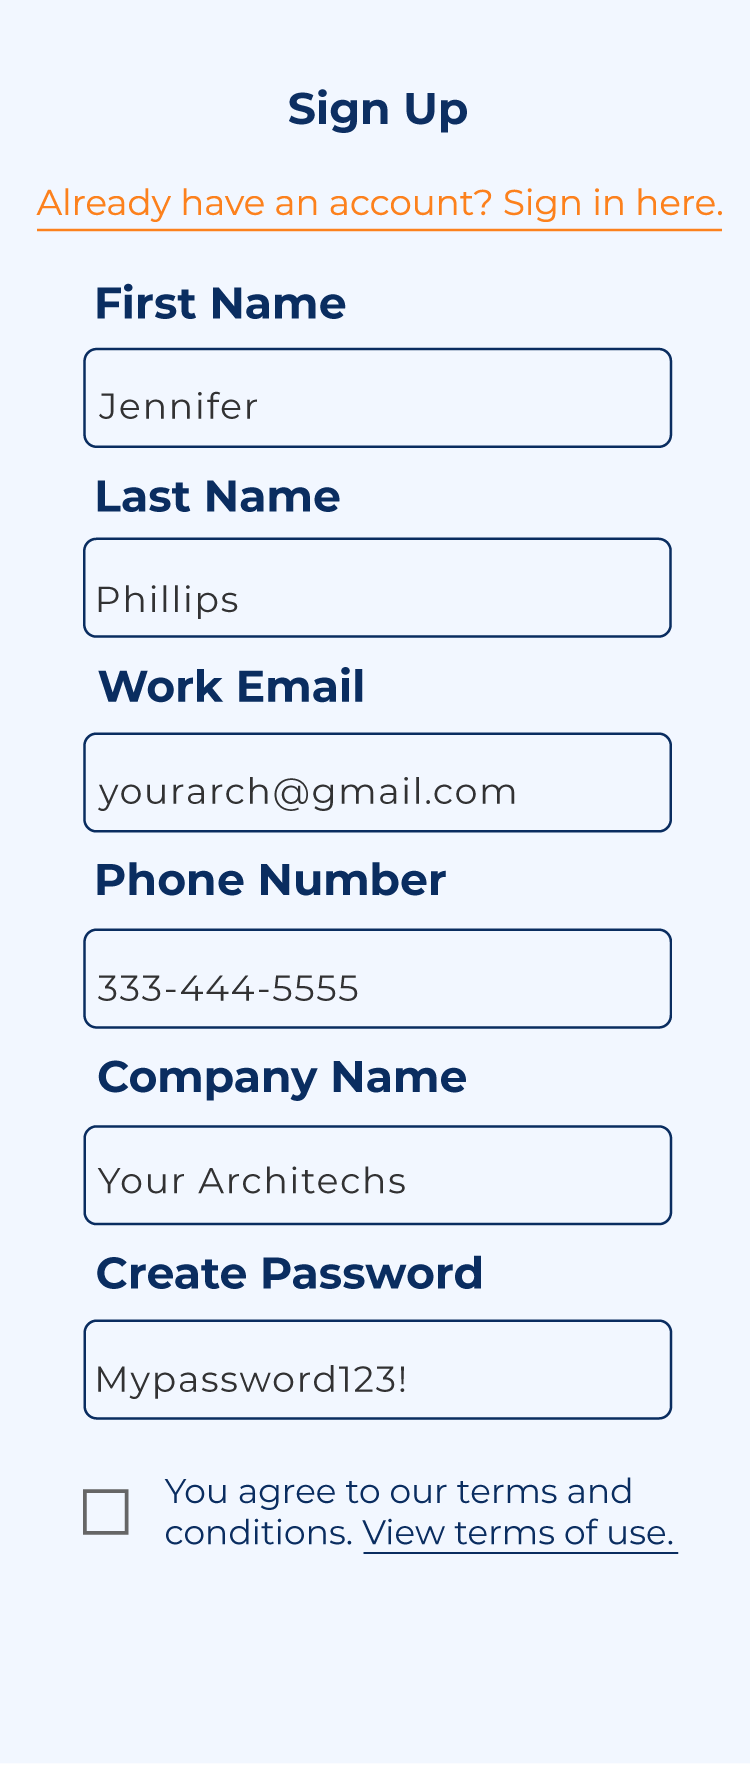 Sign Up
Already have an account? Sign in here.
First Name
Jennifer
Last Name
Phillips
Work Email
yourarch@gmail.com
Phone Number
333-444-5555
Company Name
Your Architechs
Create Password
Mypassword123!
You agree to our terms and
conditions. View terms of use.